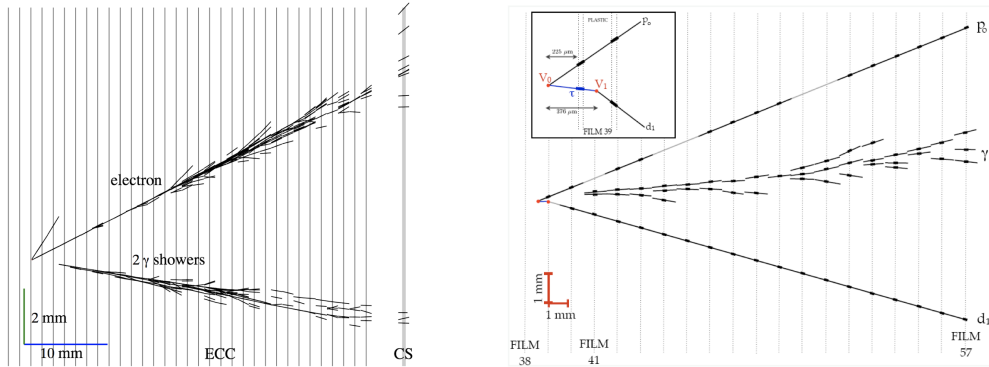 electron
2 γ showers
2 mm
10 mm
ECC
CS
PLASTIC
225 μm
V₀
V₁
τ
376 μm
FILM 39
p₀
d₁
p₀
γ
d₁
1 mm
1 mm
FILM
38
FILM
41
FILM
57